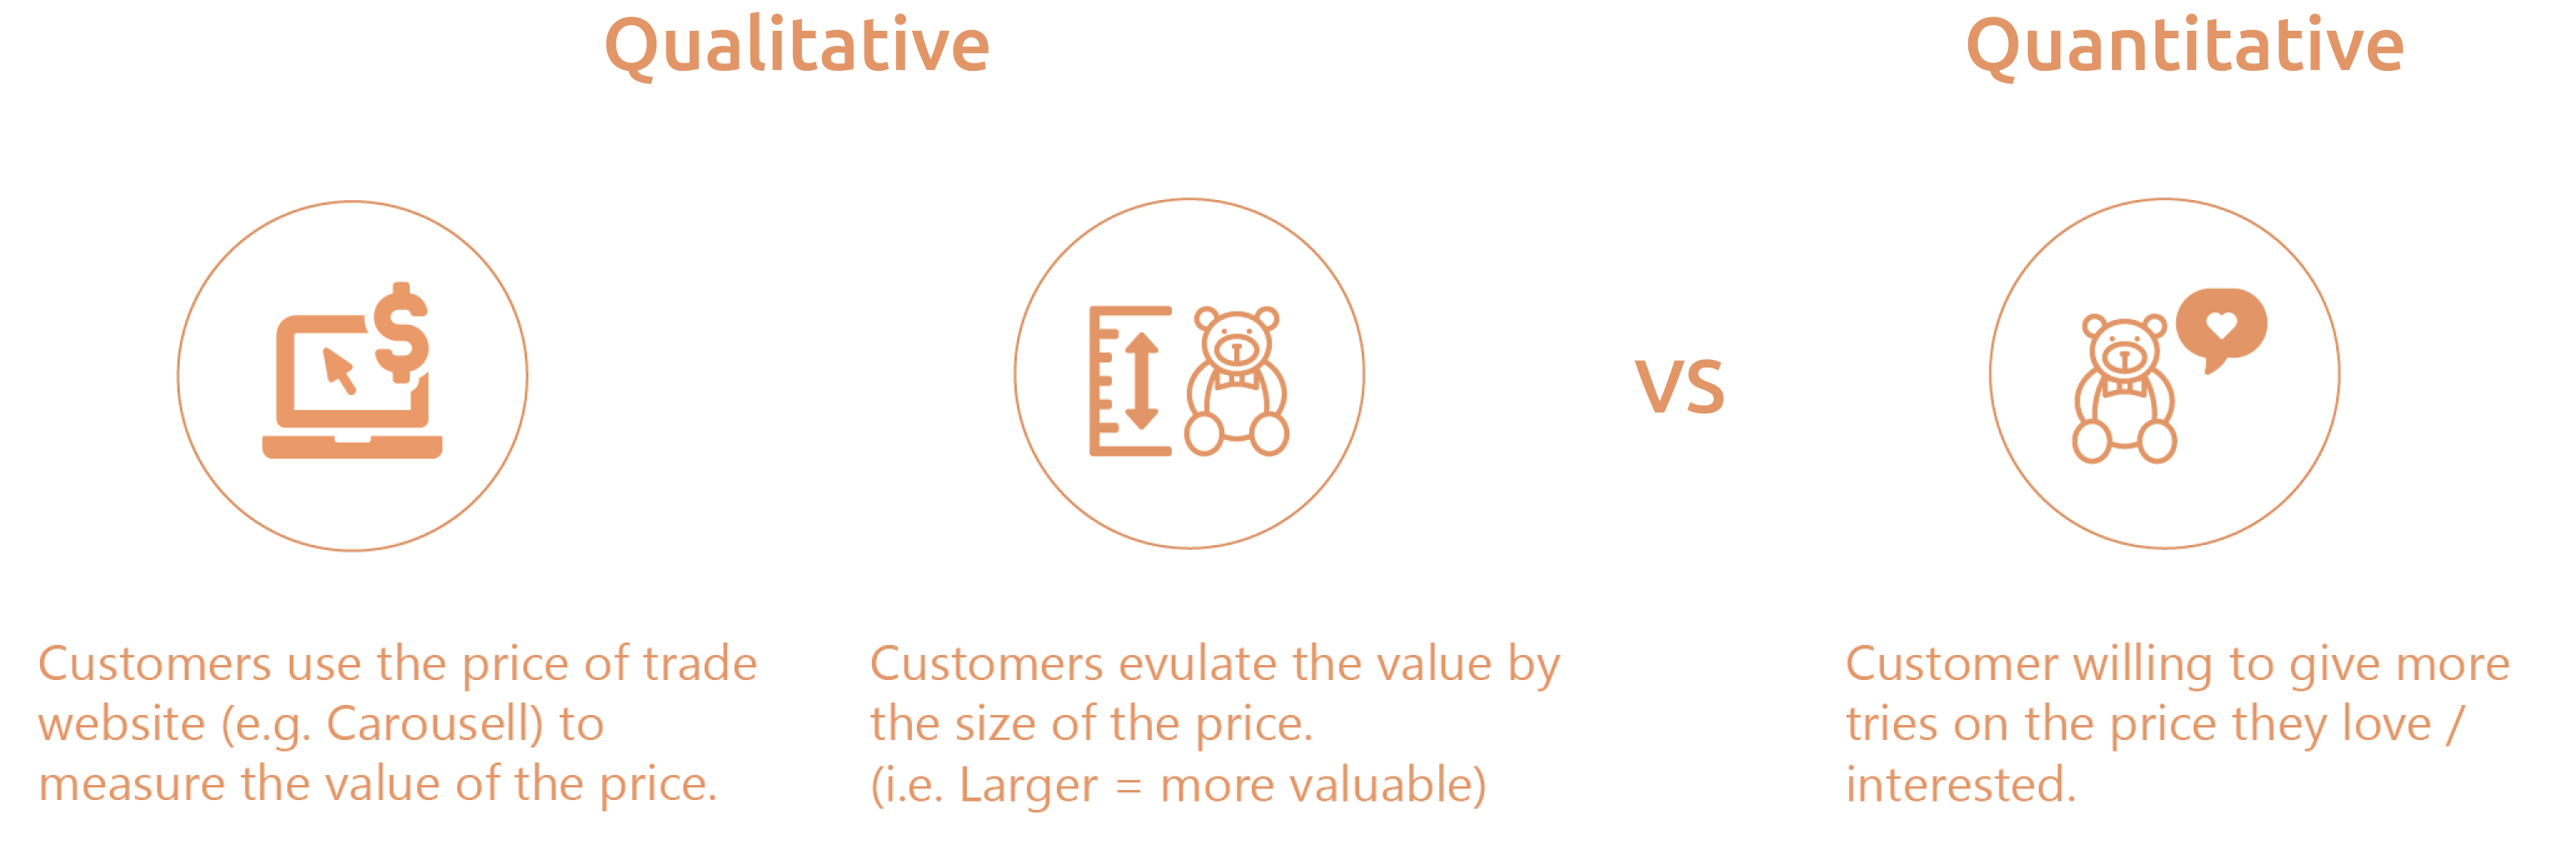 Qualitative
Quantitative
VS
Customers use the price of trade
website (e.g. Carousell) to
measure the value of the price.
Customers evulate the value by
the size of the price.
(i.e. Larger = more valuable)
Customer willing to give more
tries on the price they love /
interested.